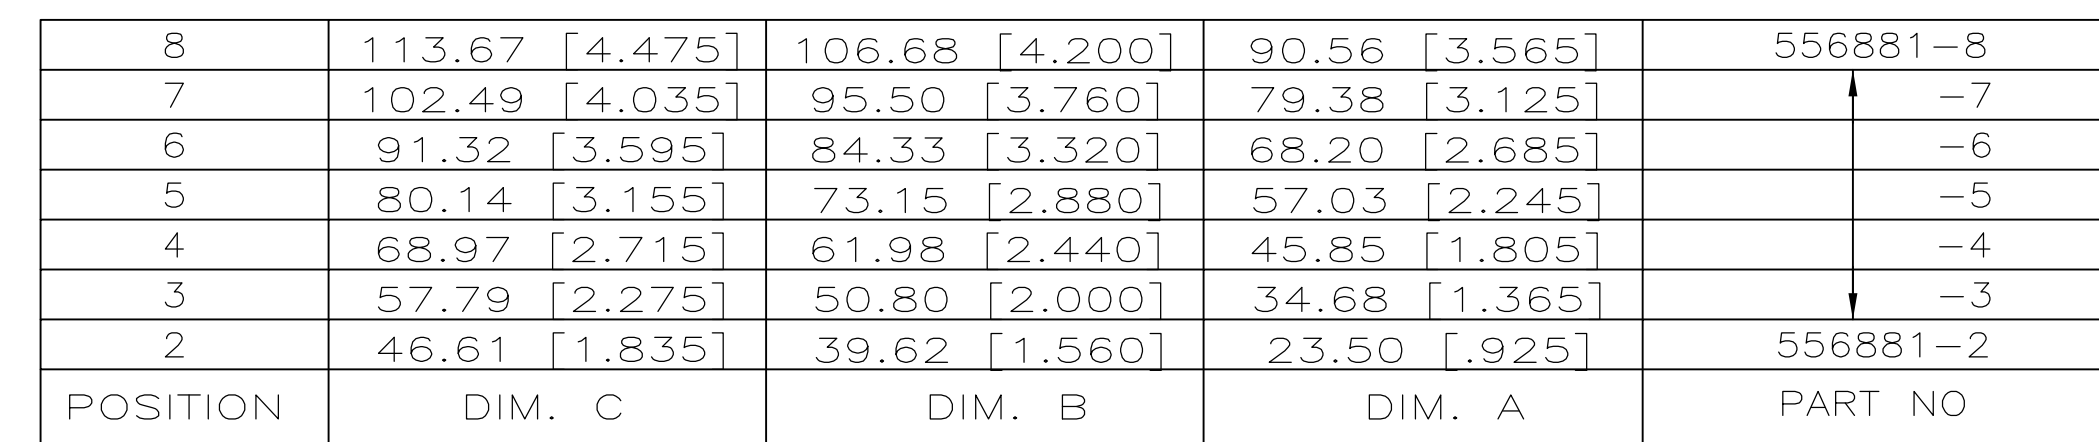 8 113.67 [4.475] 106.68 [4.200] 90.56 [3.565] 556881-8
7 102.49 [4.035] 95.50 [3.760] 79.38 [3.125] -7
6 91.32 [3.595] 84.33 [3.320] 68.20 [2.685] -6
5 80.14 [3.155] 73.15 [2.880] 57.03 [2.245] -5
4 68.97 [2.715] 61.98 [2.440] 45.85 [1.805] -4
3 57.79 [2.275] 50.80 [2.000] 34.68 [1.365] -3
2 46.61 [1.835] 39.62 [1.560] 23.50 [.925] 556881-2
POSITION DIM. C DIM. B DIM. A PART NO